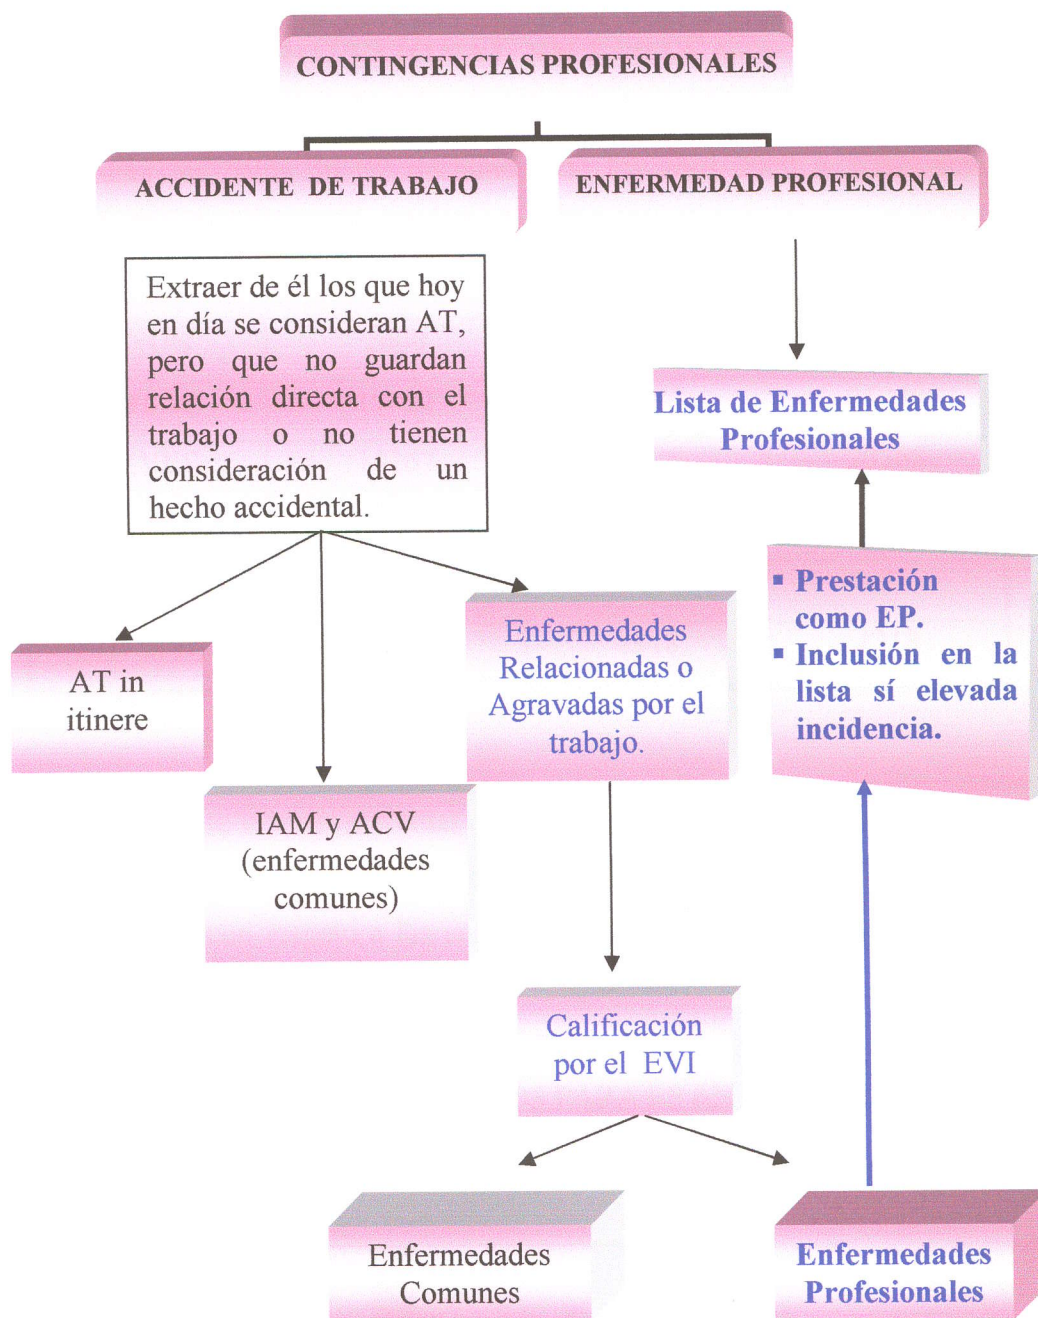 CONTINGENCIAS PROFESIONALES
ACCIDENTE DE TRABAJO
ENFERMEDAD PROFESIONAL
Extraer de él los que hoy
en día se consideran AT,
pero que no guardan
relación directa con el
trabajo o no tienen
consideración de un
hecho accidental.
Lista de Enfermedades
Profesionales
▪ Prestación
como EP.
▪ Inclusión en la
lista sí elevada
incidencia.
AT in
itinere
Enfermedades
Relacionadas o
Agravadas por el
trabajo.
IAM y ACV
(enfermedades
comunes)
Calificación
por el EVI
Enfermedades
Comunes
Enfermedades
Profesionales